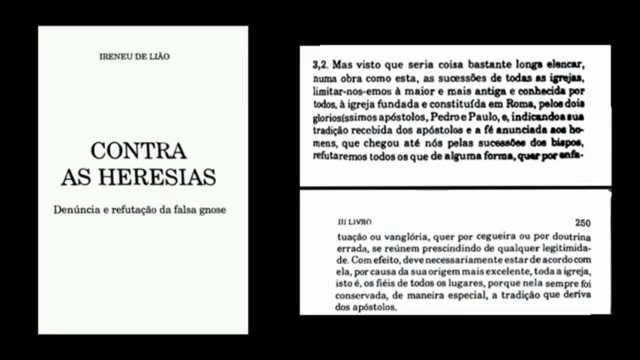 IRENEU DE LIÃO
CONTRA
AS HERESIAS
Denúncia e refutação da falsa gnose
3,2. Mas visto que seria coisa bastante longa elencar,
numa obra como esta, as sucessões de todas as igrejas,
limitar-nos-emos à maior e mais antiga e conhecida por
todos, à igreja fundada e constituída em Roma, pelos dois
gloriosíssimos apóstolos, Pedro e Paulo, e, indicando a sua
tradição recebida dos apóstolos e a fé anunciada aos ho-
mens, que chegou até nós pelas sucessões dos bispos,
refutaremos todos os que de alguma forma, quer por enfa-
III LIVRO 250
tuação ou vanglória, quer por cegueira ou por doutrina
errada, se reúnem prescindindo de qualquer legitimida-
de. Com efeito, deve necessariamente estar de acordo com
ela, por causa da sua origem mais excelente, toda a igreja,
isto é, os fiéis de todos os lugares, porque nela sempre foi
conservada, de maneira especial, a tradição que deriva
dos apóstolos.